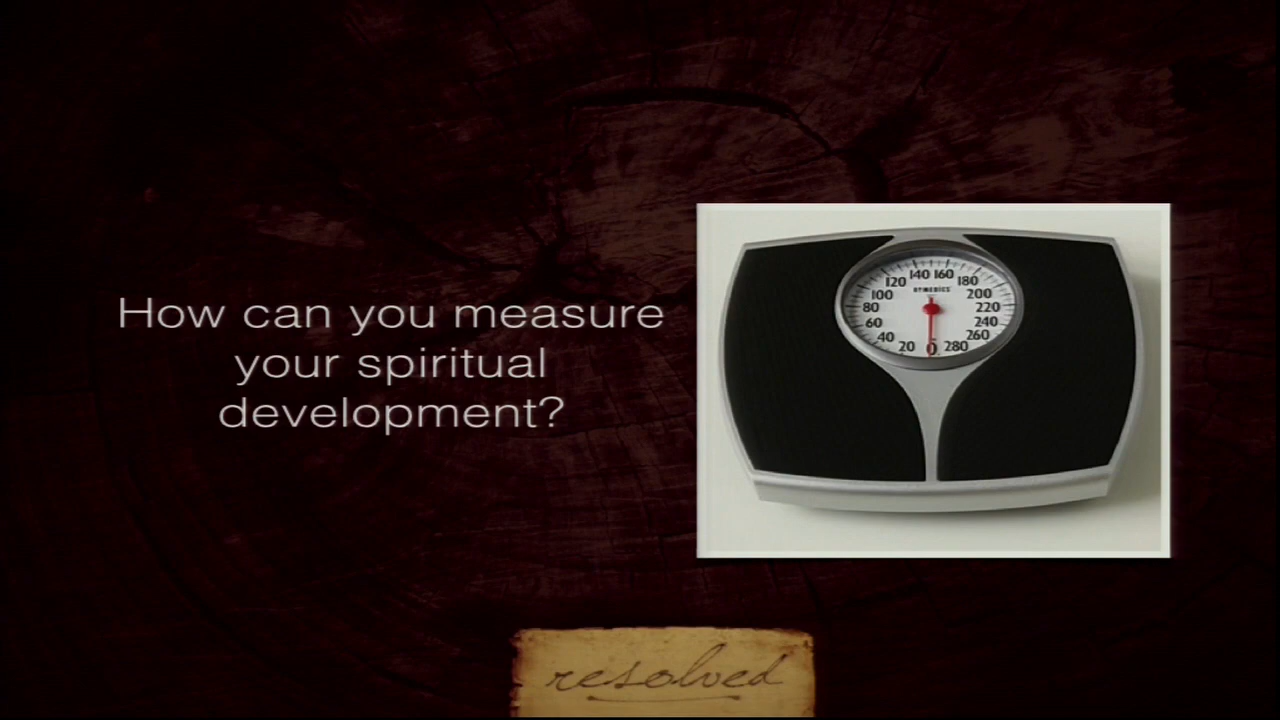 How can you measure
your spiritual
development?
140 160
120 180
100 200
80 220
60 240
40 260
20 0 280
resolved